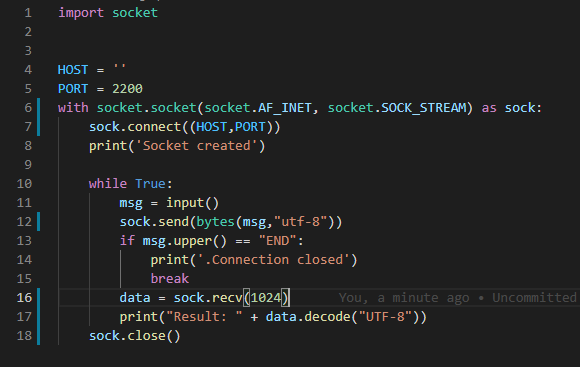 1 import socket
2
3
4 HOST = ''
5 PORT = 2200
6 with socket.socket(socket.AF_INET, socket.SOCK_STREAM) as sock:
7     sock.connect((HOST,PORT))
8     print('Socket created')
9
10     while True:
11         msg = input()
12         sock.send(bytes(msg,"utf-8"))
13         if msg.upper() == "END":
14             print('.Connection closed')
15             break
16         data = sock.recv(1024)     You, a minute ago • Uncommitted
17         print("Result: " + data.decode("UTF-8"))
18     sock.close()